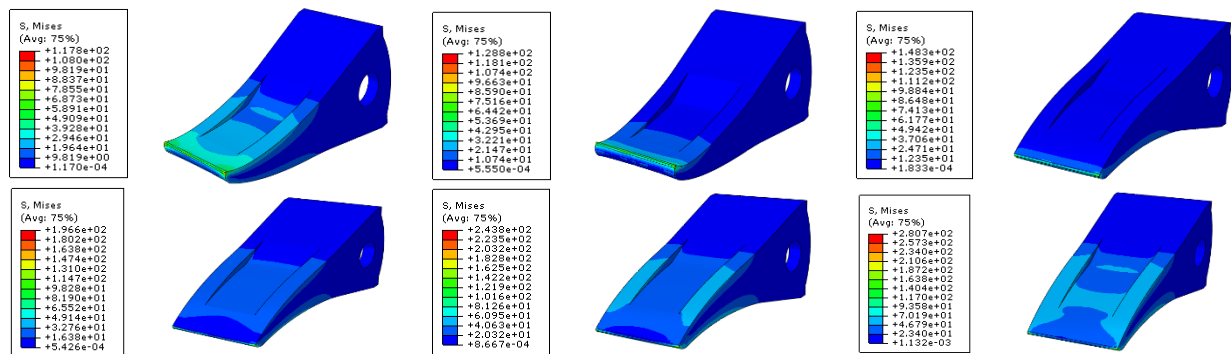 S, Mises
(Avg: 75%)
+1.178e+02
+1.080e+02
+9.819e+01
+8.837e+01
+7.855e+01
+6.873e+01
+5.891e+01
+4.909e+01
+3.928e+01
+2.946e+01
+1.964e+01
+9.819e+00
+1.170e-04
S, Mises
(Avg: 75%)
+1.288e+02
+1.181e+02
+1.074e+02
+9.663e+01
+8.590e+01
+7.516e+01
+6.442e+01
+5.369e+01
+4.295e+01
+3.221e+01
+2.147e+01
+1.074e+01
+5.550e-04
S, Mises
(Avg: 75%)
+1.483e+02
+1.359e+02
+1.235e+02
+1.112e+02
+9.884e+01
+8.648e+01
+7.413e+01
+6.177e+01
+4.942e+01
+3.706e+01
+2.471e+01
+1.235e+01
+1.833e-04
S, Mises
(Avg: 75%)
+1.966e+02
+1.802e+02
+1.638e+02
+1.474e+02
+1.310e+02
+1.147e+02
+9.828e+01
+8.190e+01
+6.552e+01
+4.914e+01
+3.276e+01
+1.638e+01
+5.426e-04
S, Mises
(Avg: 75%)
+2.438e+02
+2.235e+02
+2.032e+02
+1.828e+02
+1.625e+02
+1.422e+02
+1.219e+02
+1.016e+02
+8.126e+01
+6.095e+01
+4.063e+01
+2.032e+01
+8.667e-04
S, Mises
(Avg: 75%)
+2.807e+02
+2.573e+02
+2.340e+02
+2.106e+02
+1.872e+02
+1.638e+02
+1.404e+02
+1.170e+02
+9.358e+01
+7.019e+01
+4.679e+01
+2.340e+01
+1.132e-03